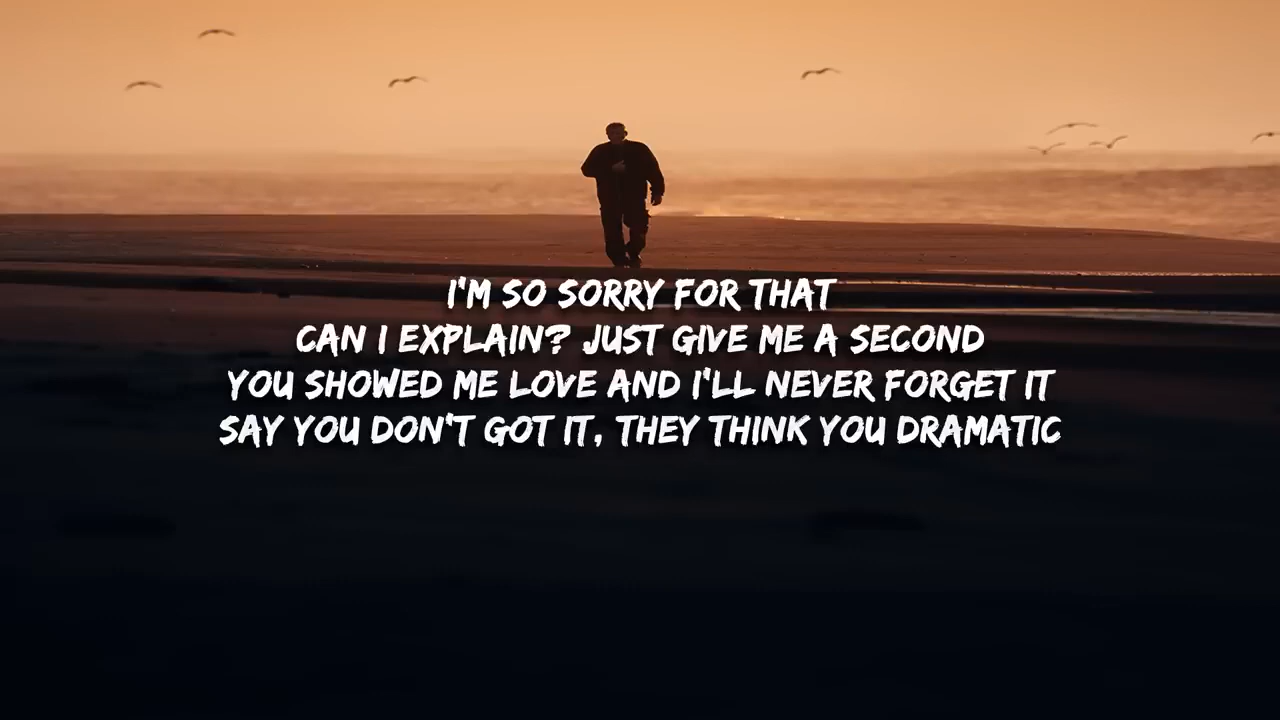 I'M SO SORRY FOR THAT
CAN I EXPLAIN? JUST GIVE ME A SECOND
YOU SHOWED ME LOVE AND I'LL NEVER FORGET IT
SAY YOU DON'T GOT IT, THEY THINK YOU DRAMATIC